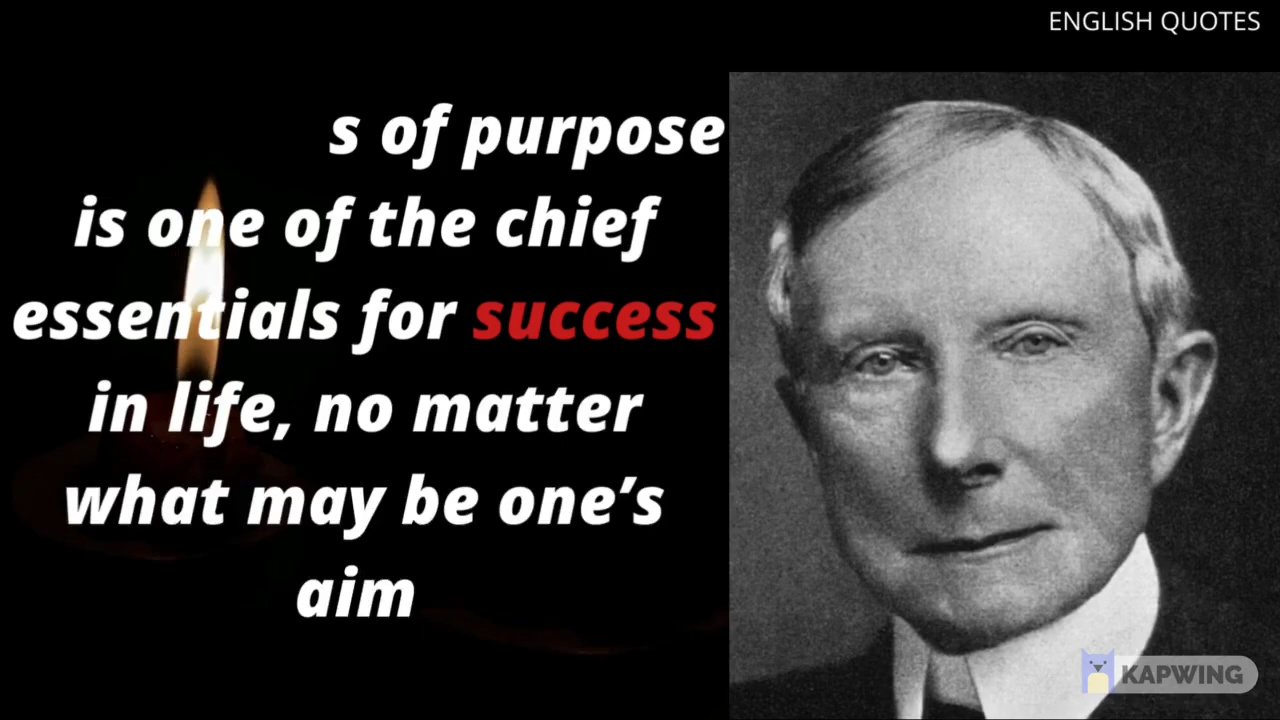 ENGLISH QUOTES
s of purpose
is one of the chief
essentials for success
in life, no matter
what may be one’s
aim
KAPWING